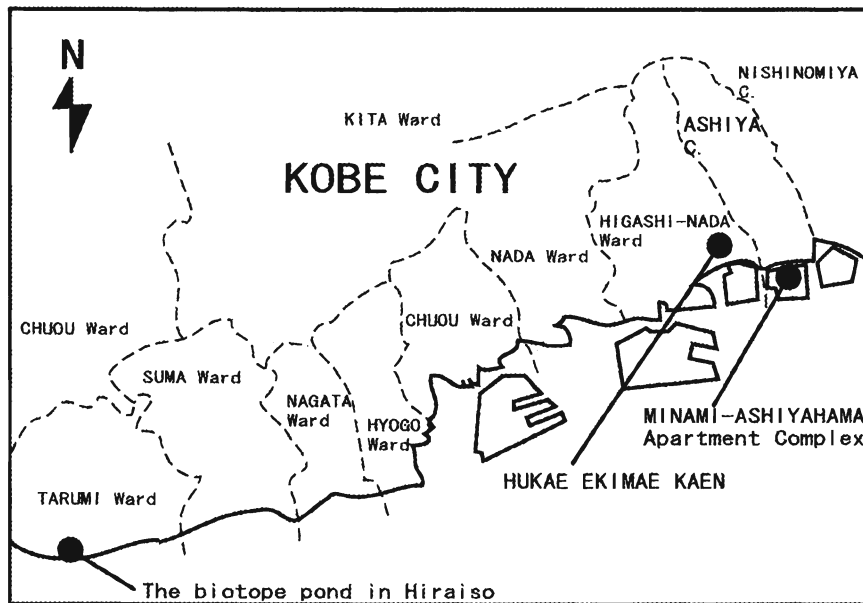 N
NISHINOMIYA
C.
KITA Ward
ASHIYA
C.
KOBE CITY
HIGASHI-NADA
Ward
NADA Ward
CHUOU Ward
CHUOU Ward
SUMA Ward
NAGATA
Ward
HYOGO
Ward
MINAMI-ASHIYAHAMA
Apartment Complex
HUKAE EKIMAE KAEN
TARUMI Ward
The biotope pond in Hiraiso